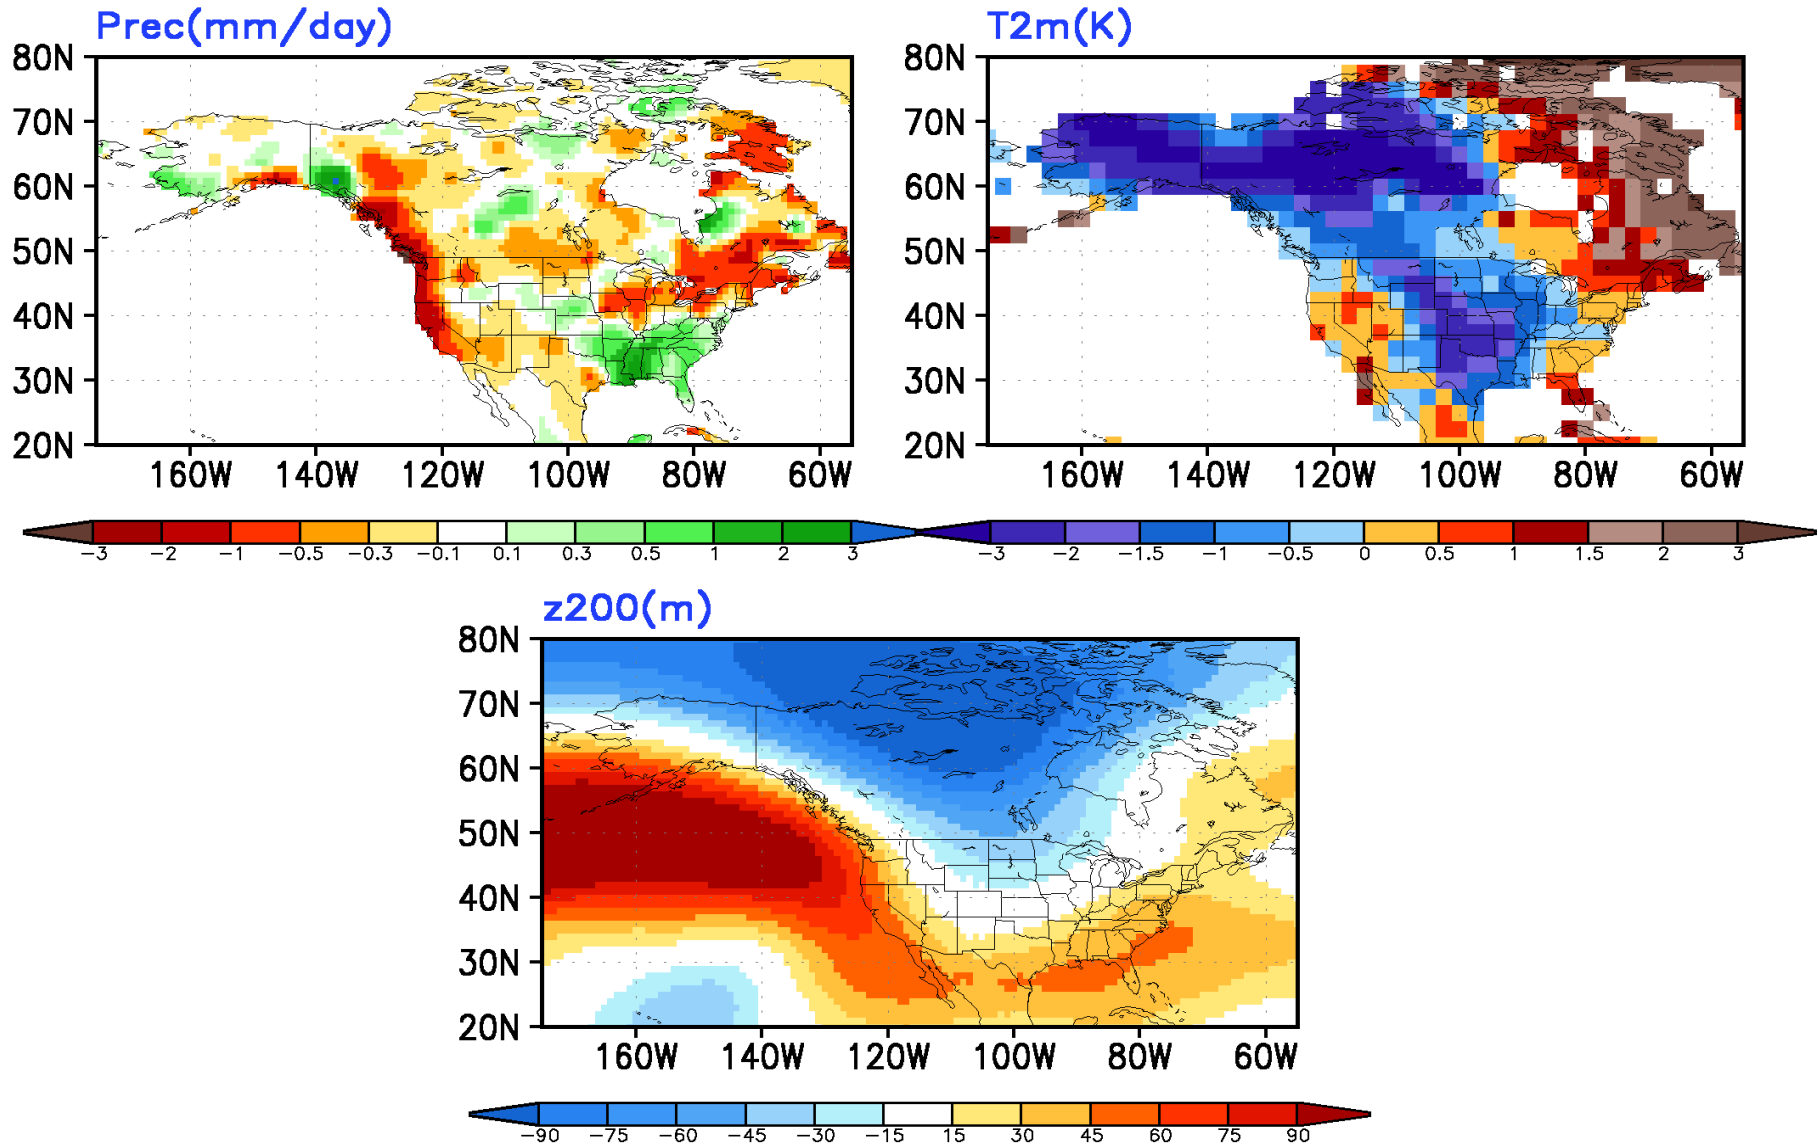 Prec(mm/day)
80N
70N
60N
50N
40N
30N
20N
160W 140W 120W 100W 80W 60W
-3 -2 -1 -0.5 -0.3 -0.1 0.1 0.3 0.5 1 2 3
T2m(K)
80N
70N
60N
50N
40N
30N
20N
160W 140W 120W 100W 80W 60W
-3 -2 -1.5 -1 -0.5 0 0.5 1 1.5 2 3
z200(m)
80N
70N
60N
50N
40N
30N
20N
160W 140W 120W 100W 80W 60W
-90 -75 -60 -45 -30 -15 15 30 45 60 75 90